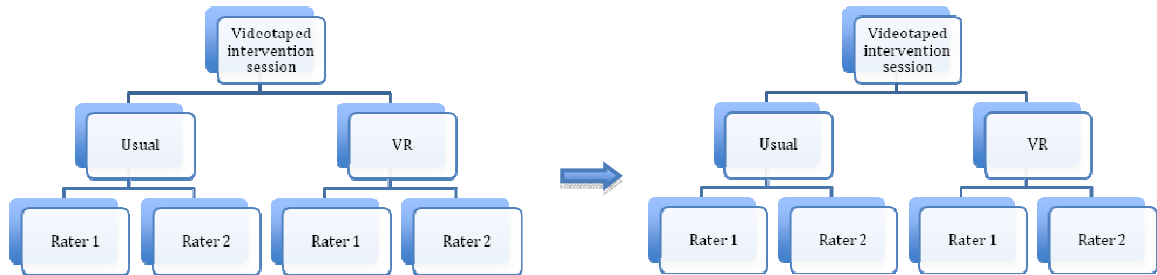 Videotaped
intervention
session
Usual
VR
Rater 1
Rater 2
Rater 1
Rater 2
Videotaped
intervention
session
Usual
VR
Rater 1
Rater 2
Rater 1
Rater 2